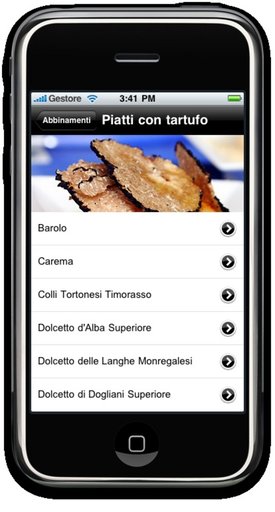 Gestore 3:41 PM
Abbinamenti Piatti con tartufo
Barolo
Carema
Colli Tortonesi Timorasso
Dolcetto d'Alba Superiore
Dolcetto delle Langhe Monregalesi
Dolcetto di Dogliani Superiore